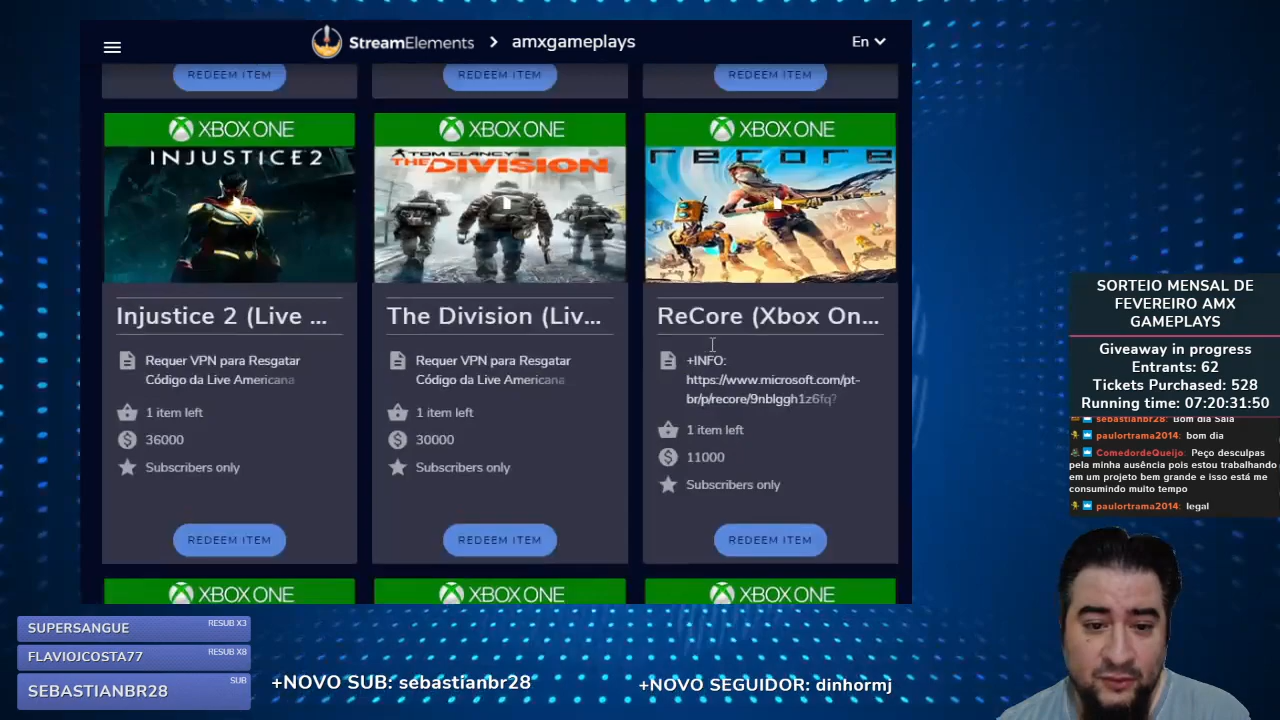 StreamElements > amxgameplays
En
REDEEM ITEM
REDEEM ITEM
REDEEM ITEM
XBOX ONE
XBOX ONE
XBOX ONE
INJUSTICE 2
TOM CLANCY'S
THE DIVISION
RECORE
Injustice 2 (Live ...
The Division (Liv...
ReCore (Xbox On...
Requer VPN para Resgatar
Código da Live Americana
1 item left
36000
Subscribers only
REDEEM ITEM
Requer VPN para Resgatar
Código da Live Americana
1 item left
30000
Subscribers only
REDEEM ITEM
+INFO:
https://www.microsoft.com/pt-
br/p/recore/9nblggh1z6fq?
1 item left
11000
Subscribers only
REDEEM ITEM
XBOX ONE
XBOX ONE
XBOX ONE
SORTEIO MENSAL DE
FEVEREIRO AMX
GAMEPLAYS
Giveaway in progress
Entrants: 62
Tickets Purchased: 528
Running time: 07:20:31:50
sebastianbr28: Bom dia Saia
paulortrama2014: bom dia
ComedordeQueijo: Peço desculpas
pela minha ausência pois estou trabalhando
em um projeto bem grande e isso está me
consumindo muito tempo
paulortrama2014: legal
SUPERSANGUE RESUB X3
FLAVIOJCOSTA77 RESUB X8
SEBASTIANBR28 SUB
+NOVO SUB: sebastianbr28
+NOVO SEGUIDOR: dinhormj